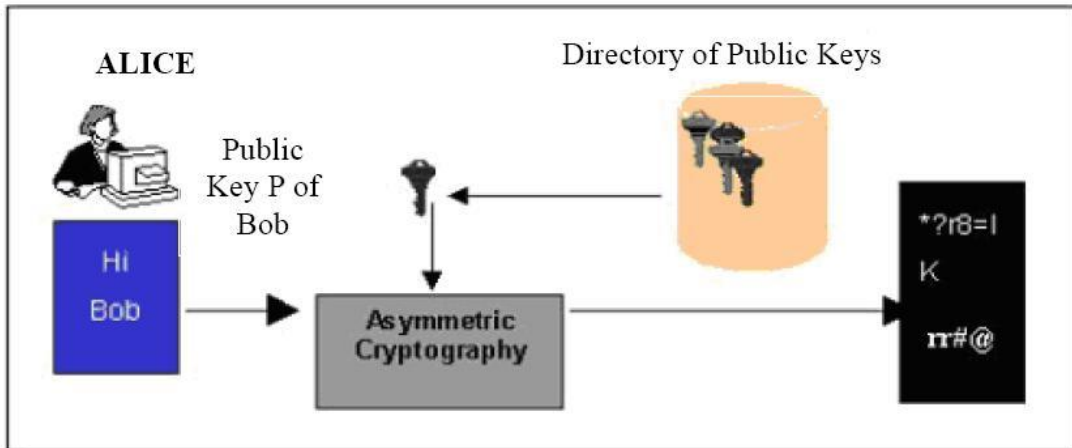 ALICE
Directory of Public Keys
Public
Key P of
Bob
Hi
Bob
Asymmetric
Cryptography
*?r8=I
K
rr#@